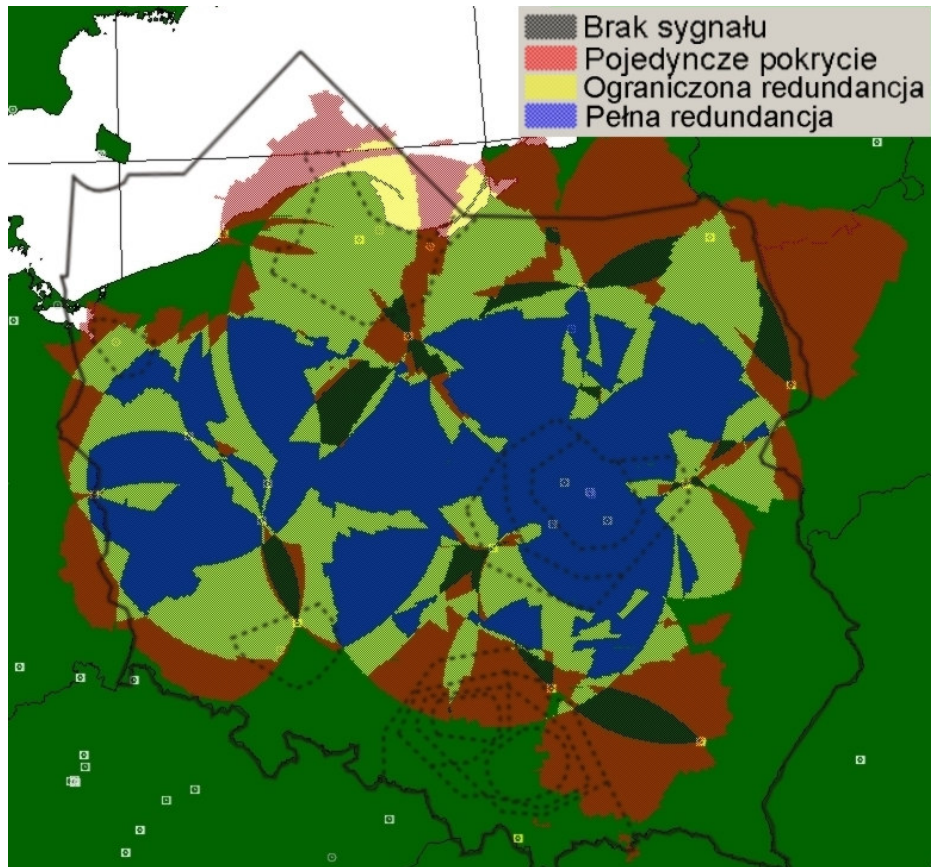 Brak sygnału
Pojedyncze pokrycie
Ograniczona redundancja
Pełna redundancja